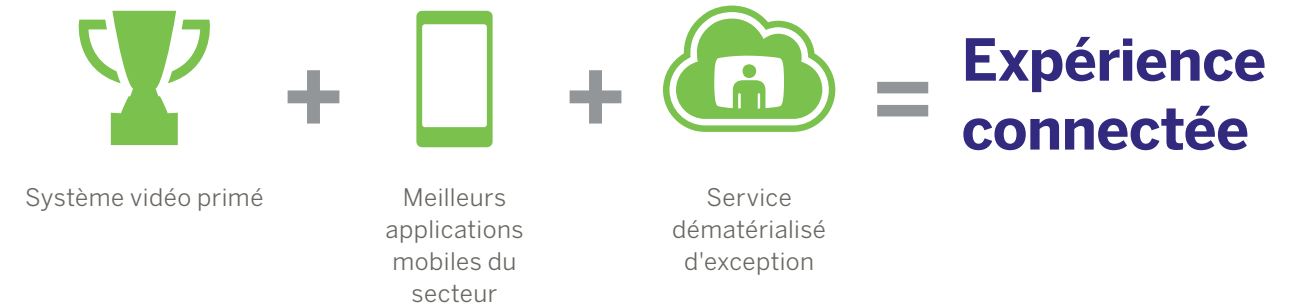 Système vidéo primé
Meilleurs
applications
mobiles du
secteur
Service
dématérialisé
d'exception
Expérience
connectée